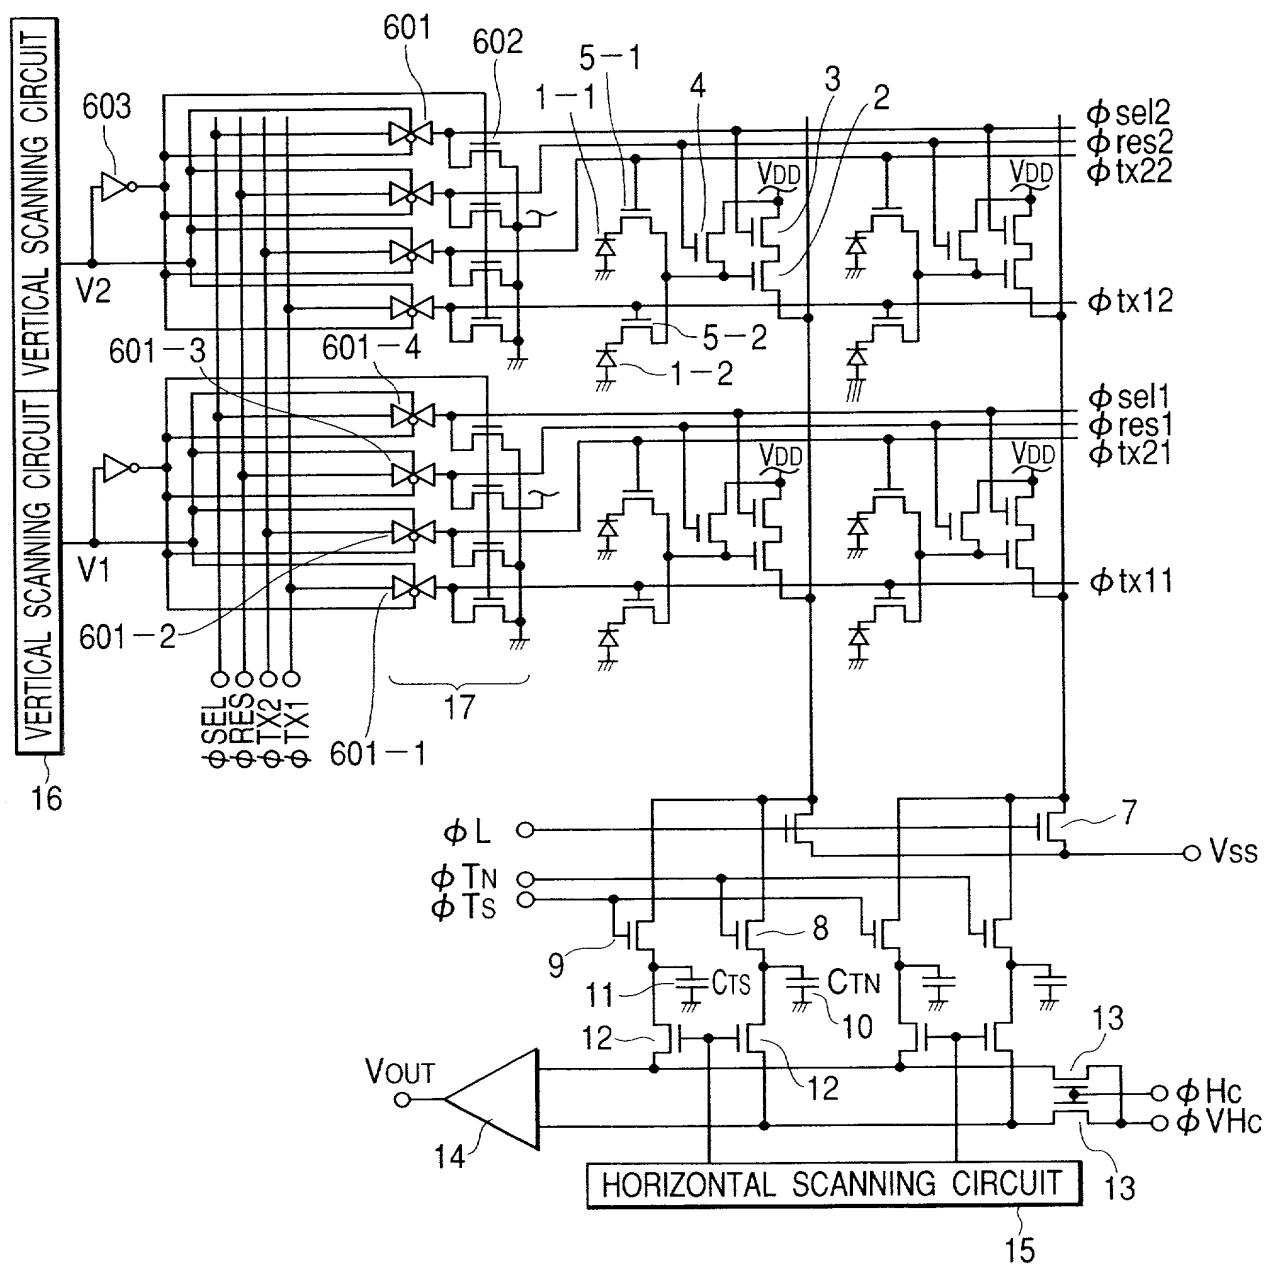 VERTICAL SCANNING CIRCUIT
VERTICAL SCANNING CIRCUIT
16
603
601
602
5-1
1-1
4
3
2
ϕsel2
ϕres2
ϕtx22
VDD
VDD
V2
ϕtx12
5-2
1-2
601-3
601-4
ϕsel1
ϕres1
ϕtx21
VDD
VDD
V1
ϕtx11
601-2
17
601-1
ϕSEL
ϕRES
ϕTX2
ϕTX1
ϕL
7
VSS
ϕTN
ϕTS
9
8
11
CTS
CTN
10
12
12
13
VOUT
ϕHC
ϕVHC
14
13
HORIZONTAL SCANNING CIRCUIT
15